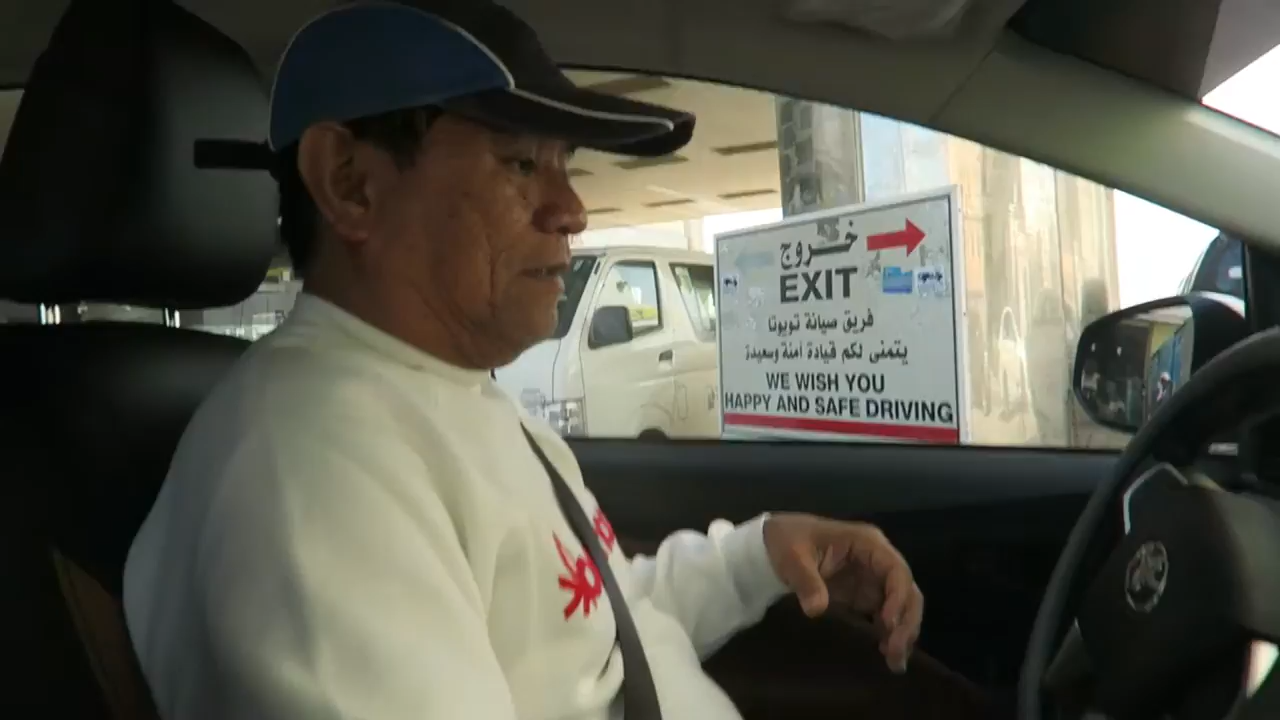 خروج
EXIT
فريق صيانة تويوتا
يتمنى لكم قيادة آمنة وسعيدة
WE WISH YOU
HAPPY AND SAFE DRIVING